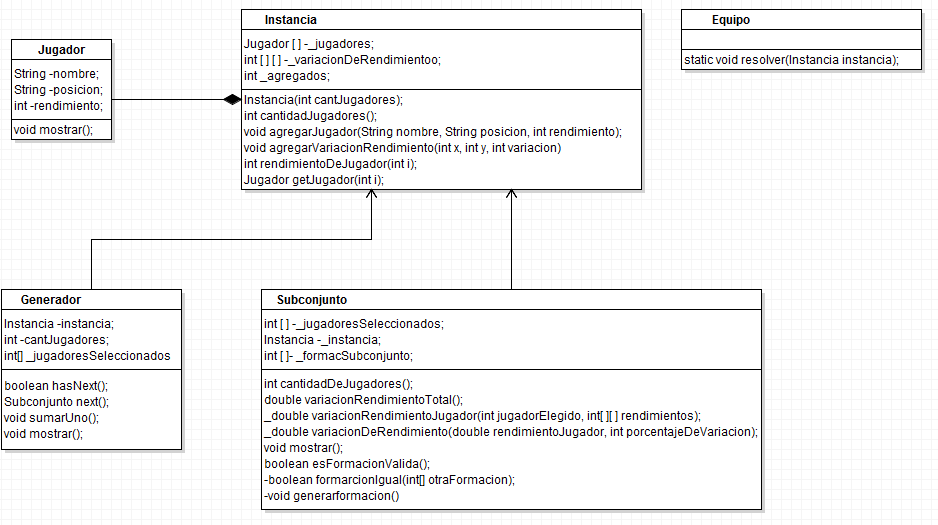 Jugador
String -nombre;
String -posicion;
int -rendimiento;
void mostrar();
Instancia
Jugador [ ] -_jugadores;
int [ ] [ ] -_variacionDeRendimientoo;
int _agregados;
Instancia(int cantJugadores);
int cantidadJugadores();
void agregarJugador(String nombre, String posicion, int rendimiento);
void agregarVariacionRendimiento(int x, int y, int variacion)
int rendimientoDeJugador(int i);
Jugador getJugador(int i);
Equipo
static void resolver(Instancia instancia);
Generador
Instancia -instancia;
int -cantJugadores;
int[] _jugadoresSeleccionados
boolean hasNext();
Subconjunto next();
void sumarUno();
void mostrar();
Subconjunto
int [ ] -_jugadoresSeleccionados;
Instancia -_instancia;
int [ ]- _formacSubconjunto;
int cantidadDeJugadores();
double variacionRendimientoTotal();
_double variacionRendimientoJugador(int jugadorElegido, int[ ][ ] rendimientos);
_double variacionDeRendimiento(double rendimientoJugador, int porcentajeDeVariacion);
void mostrar();
boolean esFormacionValida();
-boolean formarcionIgual(int[] otraFormacion);
-void generarformacion()